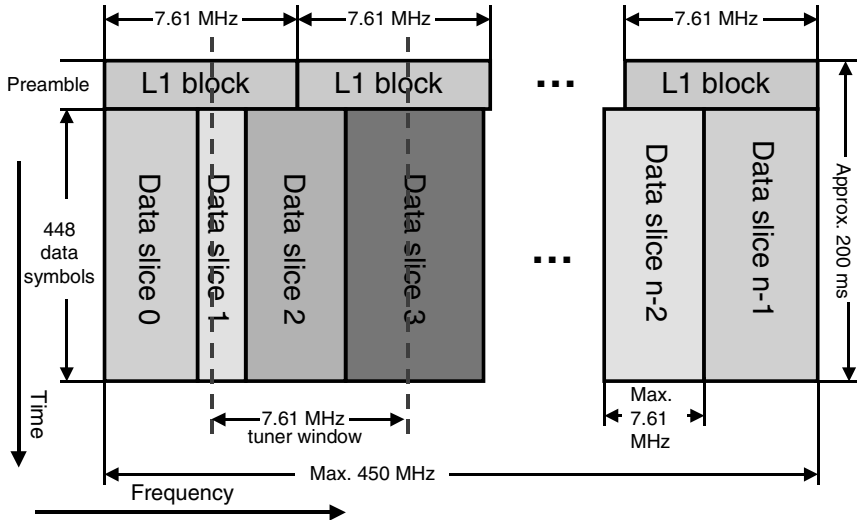 7.61 MHz
7.61 MHz
7.61 MHz
Preamble
L1 block
L1 block
...
L1 block
448
data
symbols
Data slice 0
Data slice 1
Data slice 2
Data slice 3
...
Data slice n-2
Data slice n-1
Approx. 200 ms
Time
7.61 MHz
tuner window
Max.
7.61
MHz
Max. 450 MHz
Frequency